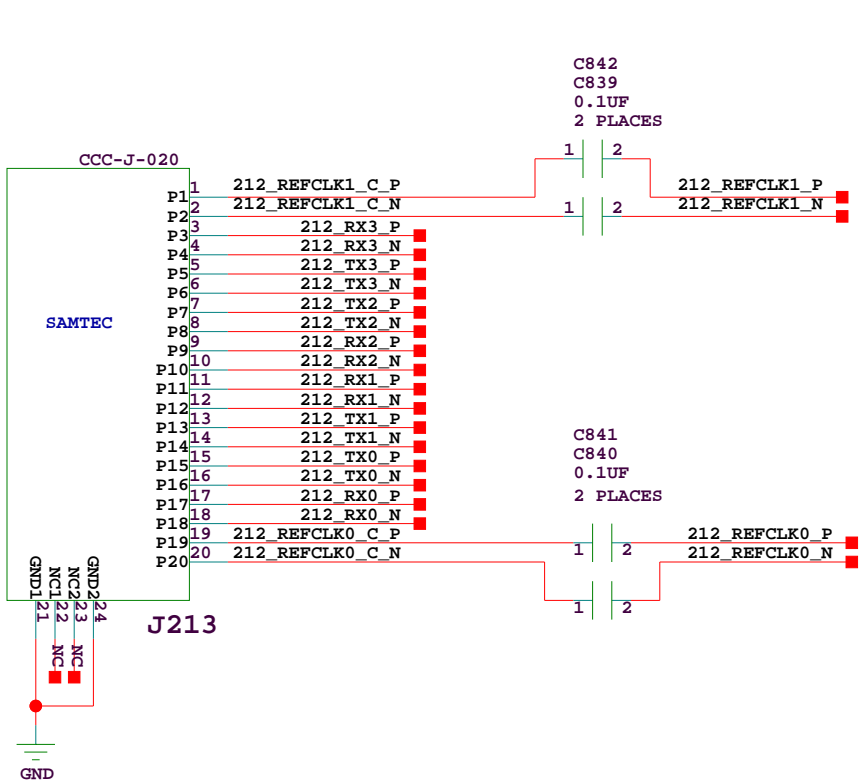 C842
C839
0.1UF
2 PLACES
CCC-J-020
1 2
P1 1 212_REFCLK1_C_P 212_REFCLK1_P
P2 2 212_REFCLK1_C_N 1 2 212_REFCLK1_N
P3 3 212_RX3_P
P4 4 212_RX3_N
P5 5 212_TX3_P
P6 6 212_TX3_N
P7 7 212_TX2_P
SAMTEC
P8 8 212_TX2_N
P9 9 212_RX2_P
P10 10 212_RX2_N
P11 11 212_RX1_P
P12 12 212_RX1_N
P13 13 212_TX1_P
P14 14 212_TX1_N
P15 15 212_TX0_P
P16 16 212_TX0_N
P17 17 212_RX0_P
P18 18 212_RX0_N
C841
C840
0.1UF
2 PLACES
P19 19 212_REFCLK0_C_P 1 2 212_REFCLK0_P
P20 20 212_REFCLK0_C_N 212_REFCLK0_N
1 2
GND1 21
NC1 22
NC2 23
GND2 24
J213
NC
NC
GND